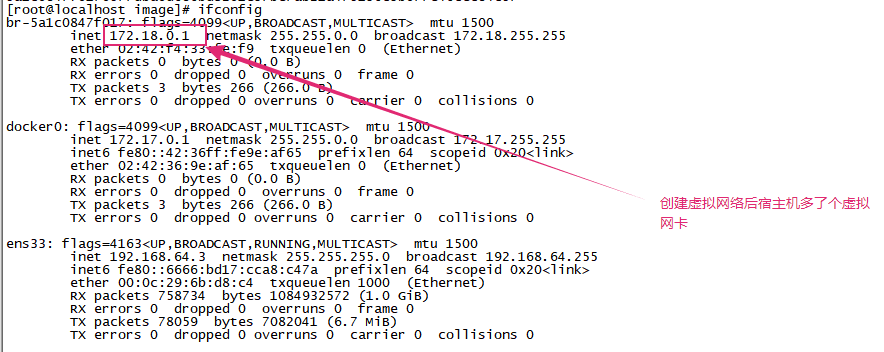 [root@localhost image]# ifconfig
br-5a1c0847f017: flags=4099<UP,BROADCAST,MULTICAST>  mtu 1500
        inet 172.18.0.1  netmask 255.255.0.0  broadcast 172.18.255.255
        ether 02:42:f4:33: e:f9  txqueuelen 0  (Ethernet)
        RX packets 0  bytes 0 (0.0 B)
        RX errors 0  dropped 0  overruns 0  frame 0
        TX packets 3  bytes 266 (266.0 B)
        TX errors 0  dropped 0 overruns 0  carrier 0  collisions 0
docker0: flags=4099<UP,BROADCAST,MULTICAST>  mtu 1500
        inet 172.17.0.1  netmask 255.255.0.0  broadcast 172.17.255.255
        inet6 fe80::42:36ff:fe9e:af65  prefixlen 64  scopeid 0x20<link>
        ether 02:42:36:9e:af:65  txqueuelen 0  (Ethernet)
        RX packets 0  bytes 0 (0.0 B)
        RX errors 0  dropped 0  overruns 0  frame 0
        TX packets 3  bytes 266 (266.0 B)
        TX errors 0  dropped 0 overruns 0  carrier 0  collisions 0
创建虚拟网络后宿主机多了个虚拟
网卡
ens33: flags=4163<UP,BROADCAST,RUNNING,MULTICAST>  mtu 1500
        inet 192.168.64.3  netmask 255.255.255.0  broadcast 192.168.64.255
        inet6 fe80::6666:bd17:cca8:c47a  prefixlen 64  scopeid 0x20<link>
        ether 00:0c:29:6b:d8:c4  txqueuelen 1000  (Ethernet)
        RX packets 758734  bytes 1084932572 (1.0 GiB)
        RX errors 0  dropped 0  overruns 0  frame 0
        TX packets 78059  bytes 7082041 (6.7 MiB)
        TX errors 0  dropped 0 overruns 0  carrier 0  collisions 0